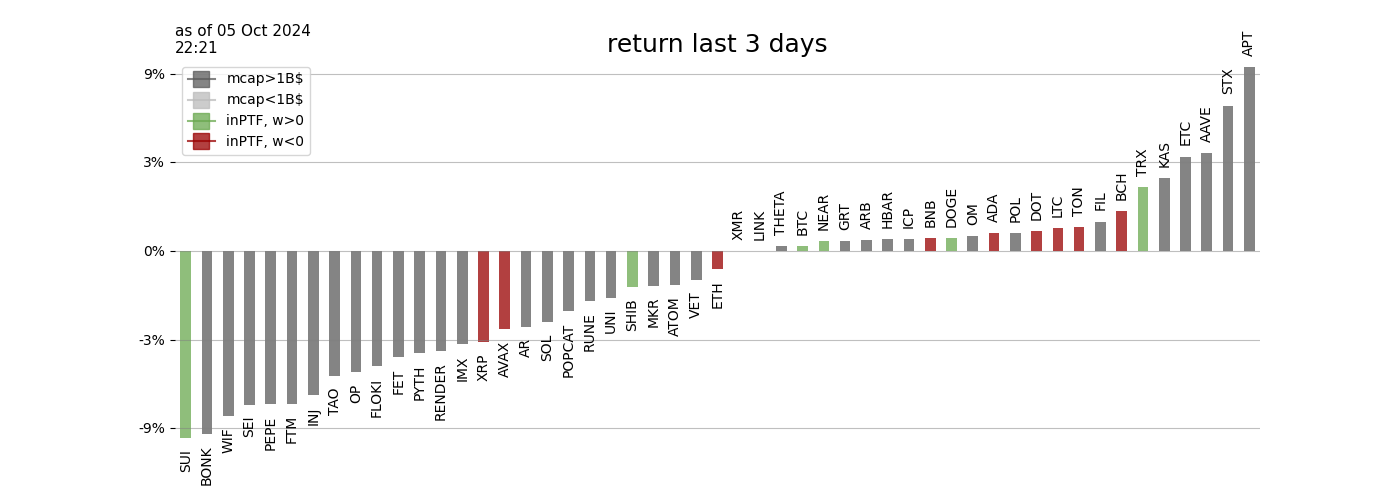 as of 05 Oct 2024
22:21
return last 3 days
9%
3%
0%
-3%
-9%
mcap>1B$
mcap<1B$
inPTF, w>0
inPTF, w<0
SUI
BONK
WIF
SEI
PEPE
FTM
INJ
TAO
OP
FLOKI
FET
PYTH
RENDER
IMX
XRP
AVAX
AR
SOL
POPCAT
RUNE
UNI
SHIB
MKR
ATOM
VET
ETH
XMR
LINK
THETA
BTC
NEAR
GRT
ARB
HBAR
ICP
BNB
DOGE
OM
ADA
POL
DOT
LTC
TON
FIL
BCH
TRX
KAS
ETC
AAVE
STX
APT